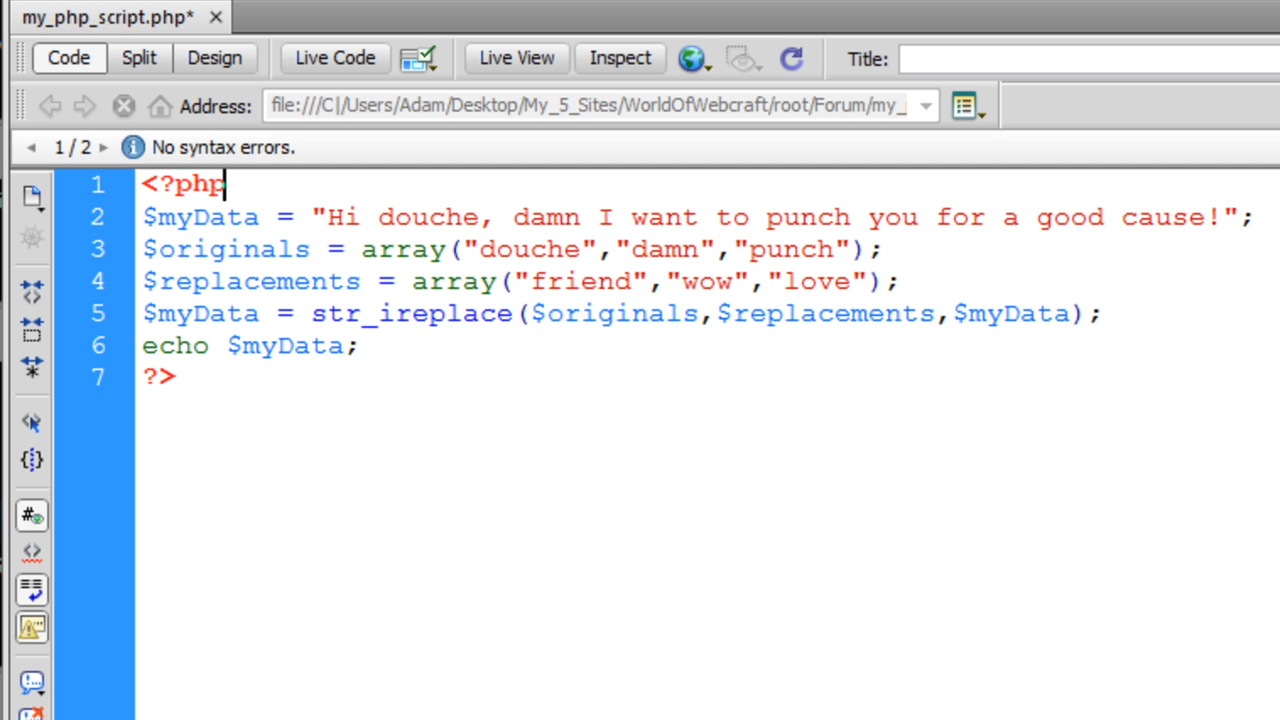 my_php_script.php*
Code Split Design Live Code Live View Inspect Title:
Address: file:///C|/Users/Adam/Desktop/My_5_Sites/WorldOfWebcraft/root/Forum/my_
1 / 2 No syntax errors.
1 <?php
2 $myData = "Hi douche, damn I want to punch you for a good cause!";
3 $originals = array("douche","damn","punch");
4 $replacements = array("friend","wow","love");
5 $myData = str_ireplace($originals,$replacements,$myData);
6 echo $myData;
7 ?>